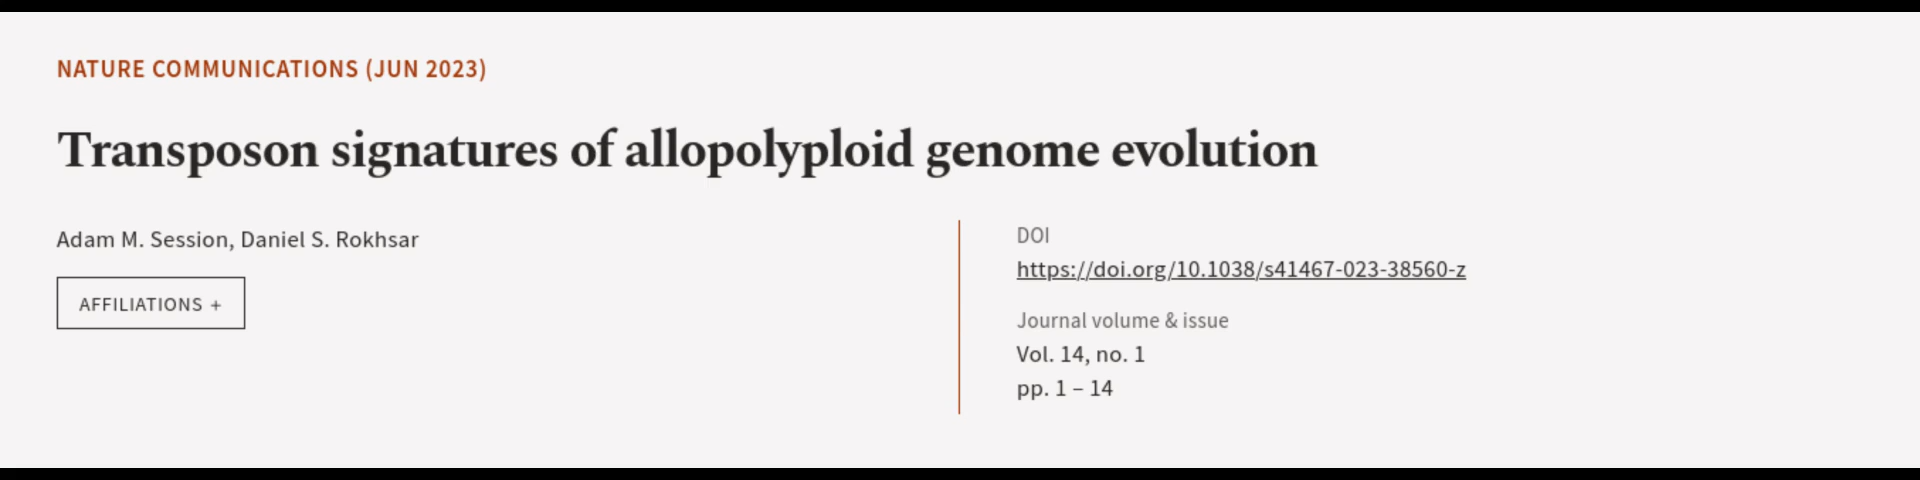 NATURE COMMUNICATIONS (JUN 2023)
Transposon signatures of allopolyploid genome evolution
Adam M. Session, Daniel S. Rokhsar
AFFILIATIONS +
DOI
https://doi.org/10.1038/s41467-023-38560-z
Journal volume & issue
Vol. 14, no. 1
pp. 1 – 14